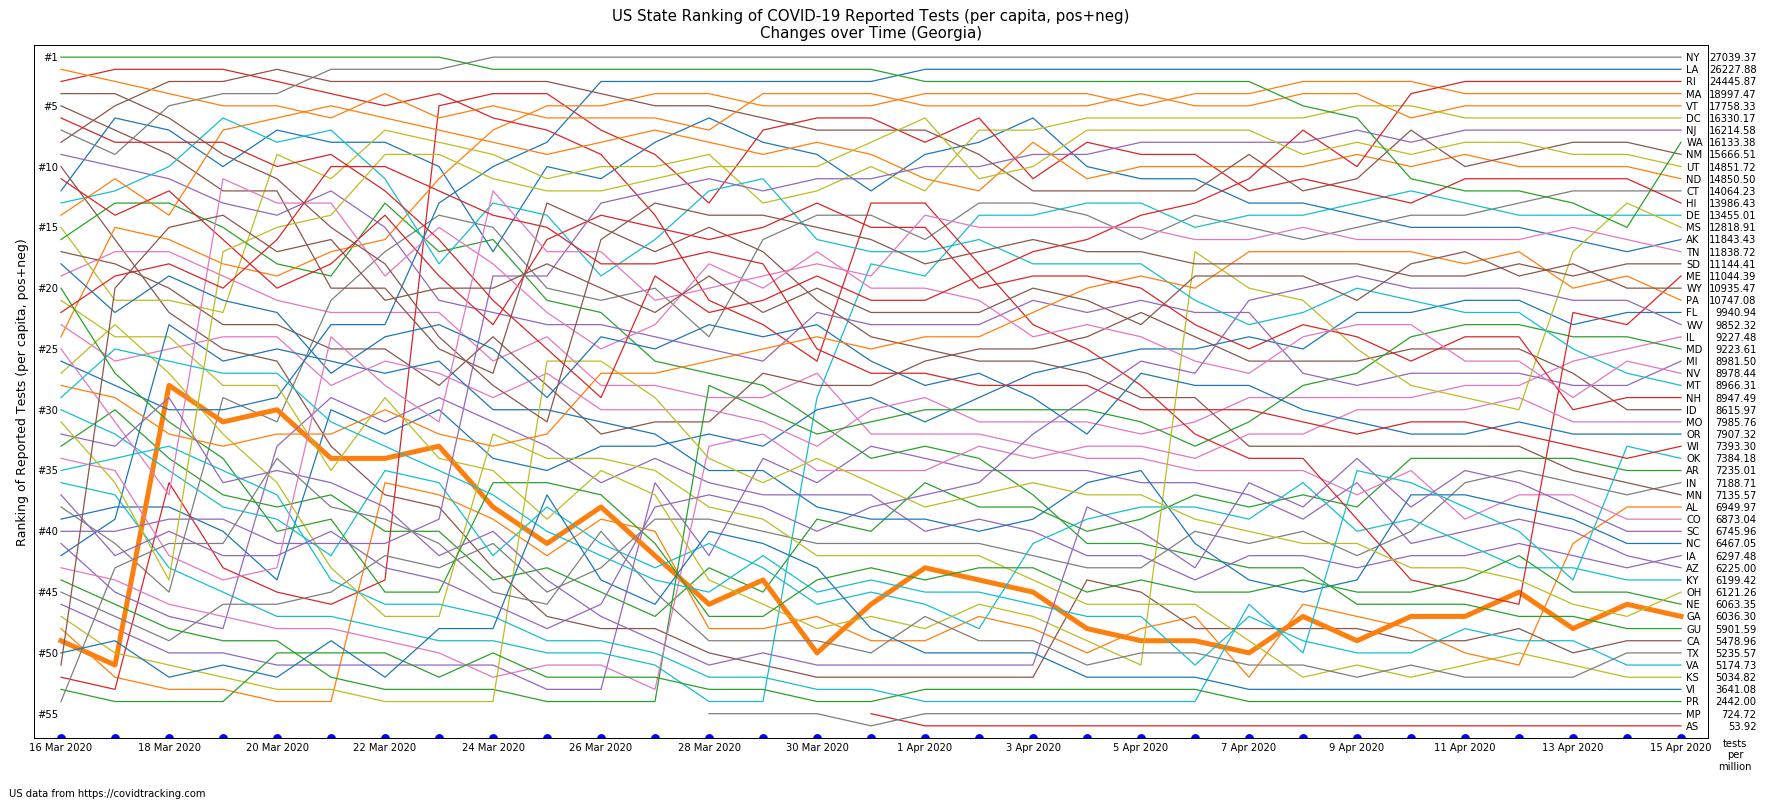 US State Ranking of COVID-19 Reported Tests (per capita, pos+neg)
Changes over Time (Georgia)
Ranking of Reported Tests (per capita, pos+neg)
#1
#5
#10
#15
#20
#25
#30
#35
#40
#45
#50
#55
NY 27039.37
LA 26227.88
RI 24445.87
MA 18997.47
VT 17758.33
DC 16330.17
NJ 16214.58
WA 16133.38
NM 15666.51
UT 14851.72
ND 14850.50
CT 14064.23
HI 13986.43
DE 13455.01
MS 12818.91
AK 11843.43
TN 11838.72
SD 11144.41
ME 11044.39
WY 10935.47
PA 10747.08
FL 9940.94
WV 9852.32
IL 9227.48
MD 9223.61
MI 8981.50
NV 8978.44
MT 8966.31
NH 8947.49
ID 8615.97
MO 7985.76
OR 7907.32
WI 7393.30
OK 7384.18
AR 7235.01
IN 7188.71
MN 7135.57
AL 6949.97
CO 6873.04
SC 6745.96
NC 6467.05
IA 6297.48
AZ 6225.00
KY 6199.42
OH 6121.26
NE 6063.35
GA 6036.30
GU 5901.59
CA 5478.96
TX 5235.57
VA 5174.73
KS 5034.82
VI 3641.08
PR 2442.00
MP 724.72
AS 53.92
16 Mar 2020 18 Mar 2020 20 Mar 2020 22 Mar 2020 24 Mar 2020 26 Mar 2020 28 Mar 2020 30 Mar 2020 1 Apr 2020 3 Apr 2020 5 Apr 2020 7 Apr 2020 9 Apr 2020 11 Apr 2020 13 Apr 2020 15 Apr 2020
tests
per
million
US data from https://covidtracking.com